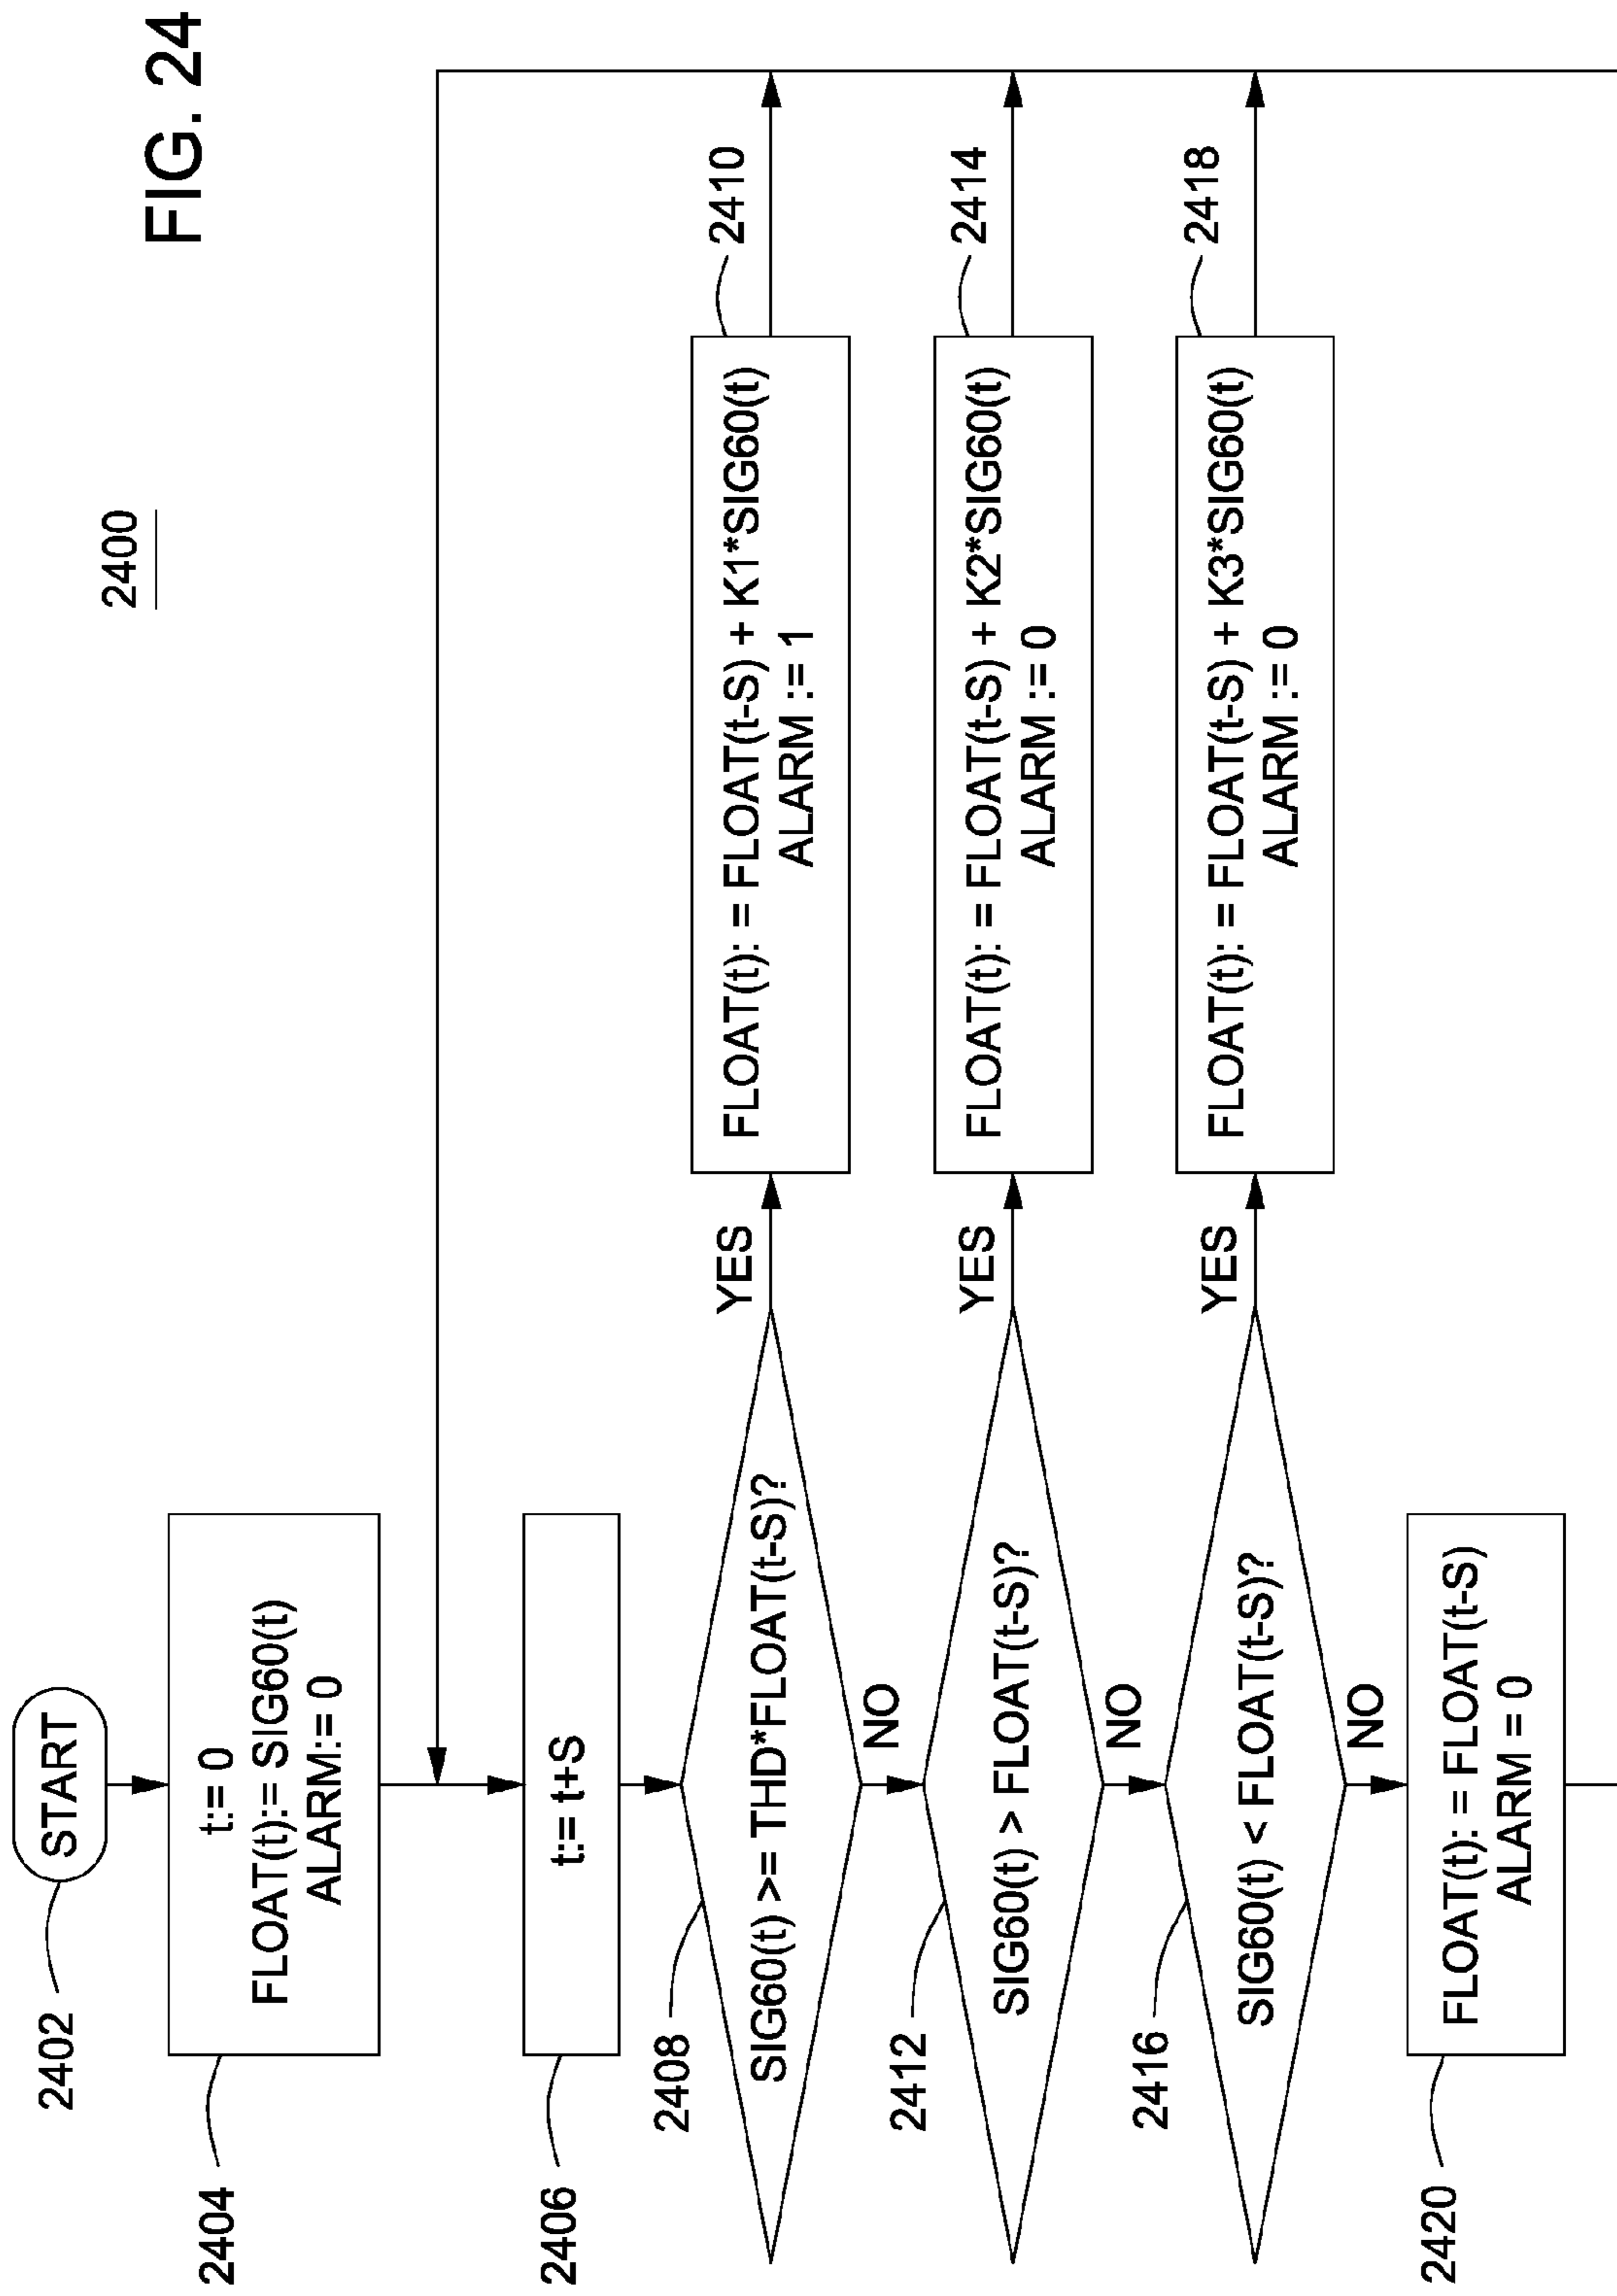 FIG. 24
2400
2402
START
2404
t:= 0
FLOAT(t):= SIG60(t)
ALARM:= 0
2406
t:= t+S
2408
SIG60(t) >= THD*FLOAT(t-S)?
YES
NO
2410
FLOAT(t): = FLOAT(t-S) + K1*SIG60(t)
ALARM := 1
2412
SIG60(t) > FLOAT(t-S)?
YES
NO
2414
FLOAT(t): = FLOAT(t-S) + K2*SIG60(t)
ALARM := 0
2416
SIG60(t) < FLOAT(t-S)?
YES
NO
2418
FLOAT(t): = FLOAT(t-S) + K3*SIG60(t)
ALARM := 0
2420
FLOAT(t): = FLOAT(t-S)
ALARM = 0